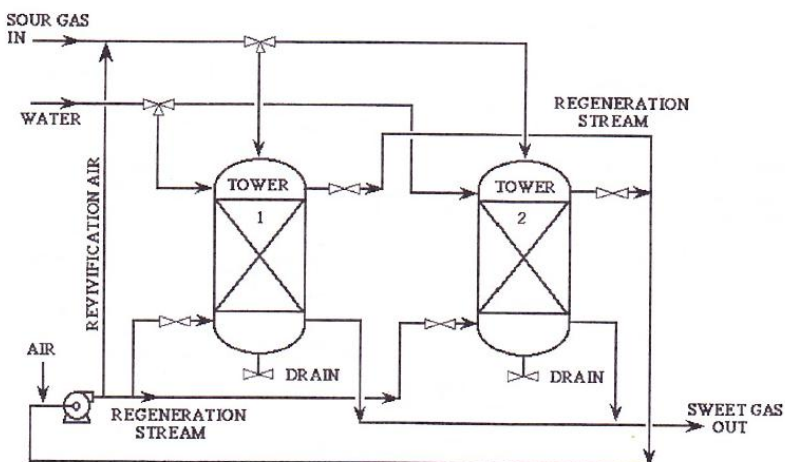 SOUR GAS
IN
WATER
REGENERATION
STREAM
REVIVIFICATION AIR
TOWER
1
TOWER
2
AIR
DRAIN
DRAIN
REGENERATION
STREAM
SWEET GAS
OUT